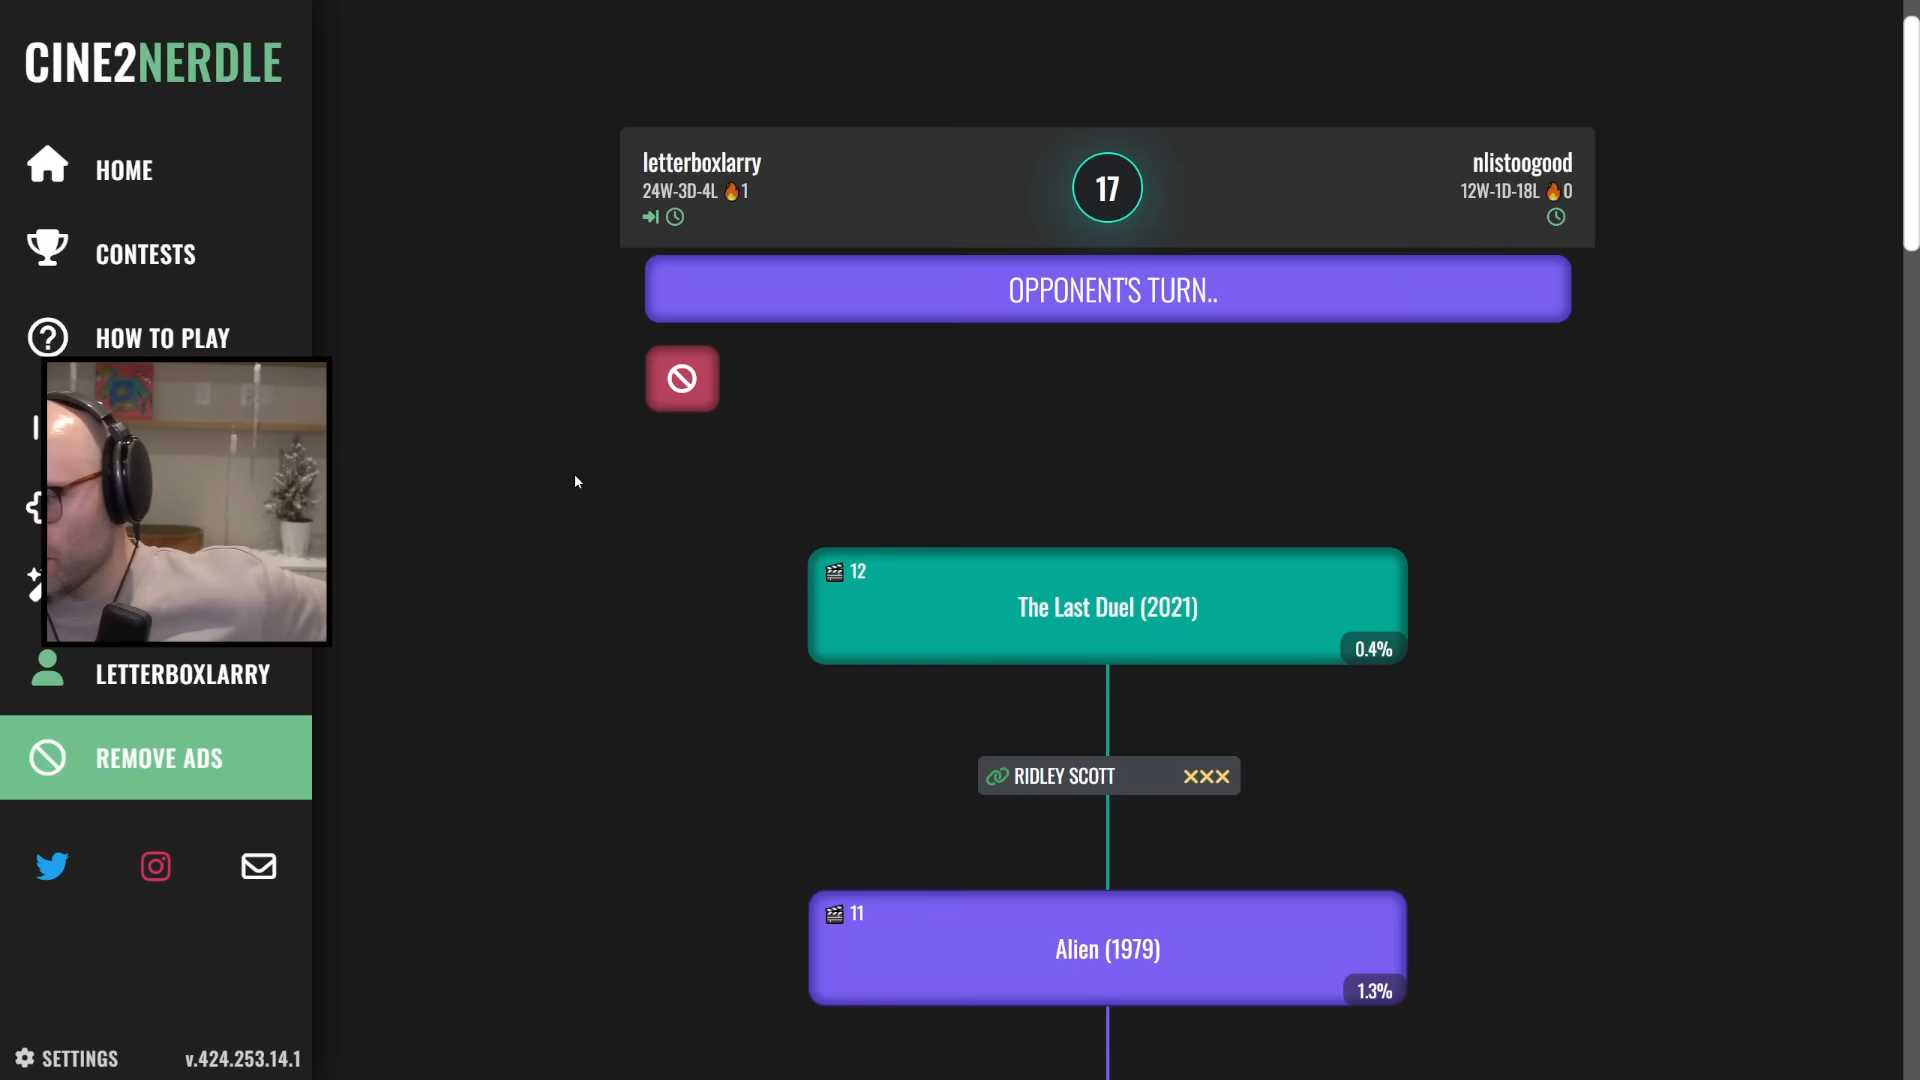 CINE2NERDLE
HOME
CONTESTS
HOW TO PLAY
LETTERBOXLARRY
REMOVE ADS
SETTINGS
v.424.253.14.1
letterboxlarry
24W-3D-4L 🔥1
17
nlistoogood
12W-1D-18L 🔥0
OPPONENT'S TURN..
12
The Last Duel (2021)
0.4%
RIDLEY SCOTT
11
Alien (1979)
1.3%